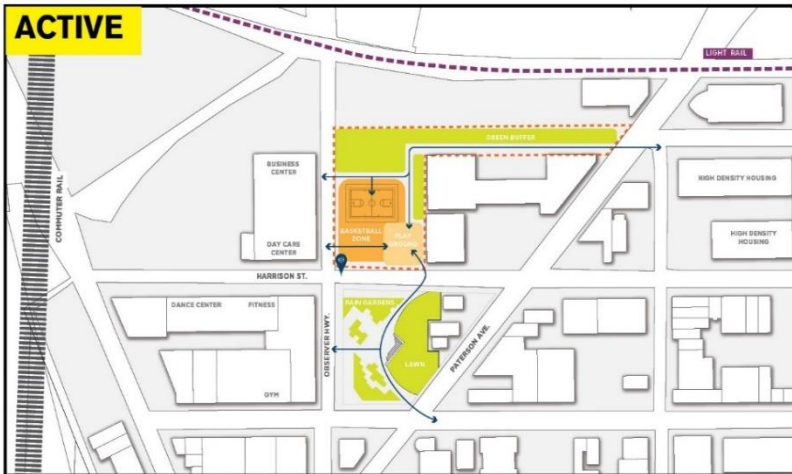 ACTIVE
LIGHT RAIL
GREEN BUFFER
BUSINESS
CENTER
HIGH DENSITY HOUSING
COMMUTER RAIL
BASKETBALL
ZONE
PLAY
GROUND
HIGH DENSITY
HOUSING
DAY CARE
CENTER
HARRISON ST.
RAIN GARDENS
DANCE CENTER
FITNESS
OBSERVER HWY.
PATERSON AVE.
LAWN
GYM